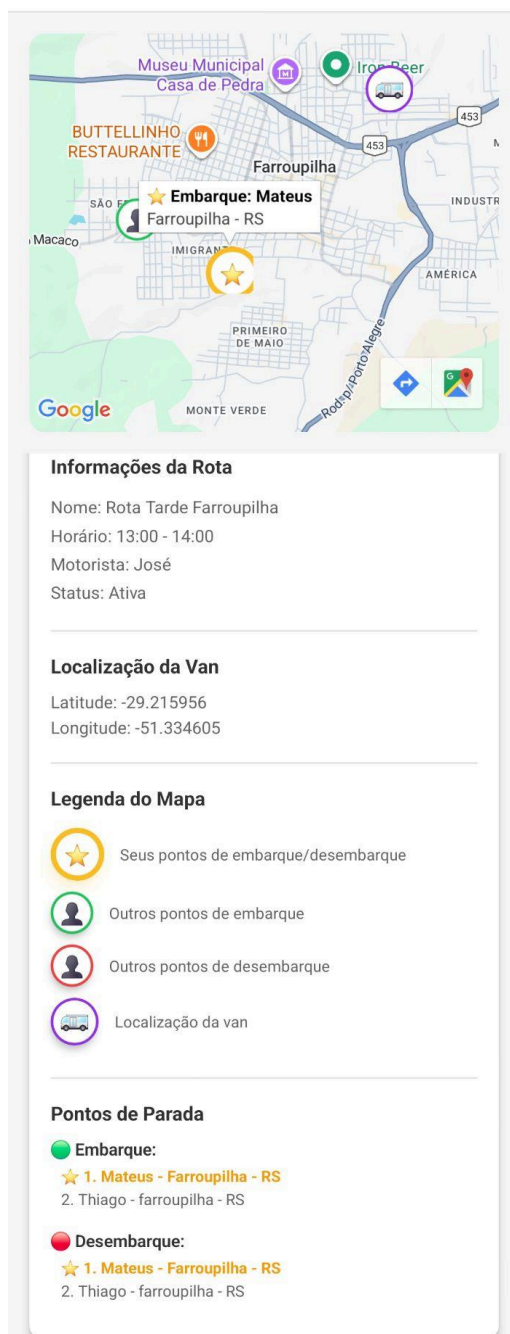 Museu Municipal
Casa de Pedra
Iron Beer
453
BUTTELLINHO
RESTAURANTE
453
Farroupilha
SÃO
⭐ Embarque: Mateus
Farroupilha - RS
INDUSTR
Macaco
IMIGRANT
AMÉRICA
PRIMEIRO
DE MAIO
Rod. p/ Porto Alegre
Google
MONTE VERDE
Informações da Rota
Nome: Rota Tarde Farroupilha
Horário: 13:00 - 14:00
Motorista: José
Status: Ativa
Localização da Van
Latitude: -29.215956
Longitude: -51.334605
Legenda do Mapa
Seus pontos de embarque/desembarque
Outros pontos de embarque
Outros pontos de desembarque
Localização da van
Pontos de Parada
Embarque:
⭐ 1. Mateus - Farroupilha - RS
2. Thiago - farroupilha - RS
Desembarque:
⭐ 1. Mateus - Farroupilha - RS
2. Thiago - farroupilha - RS